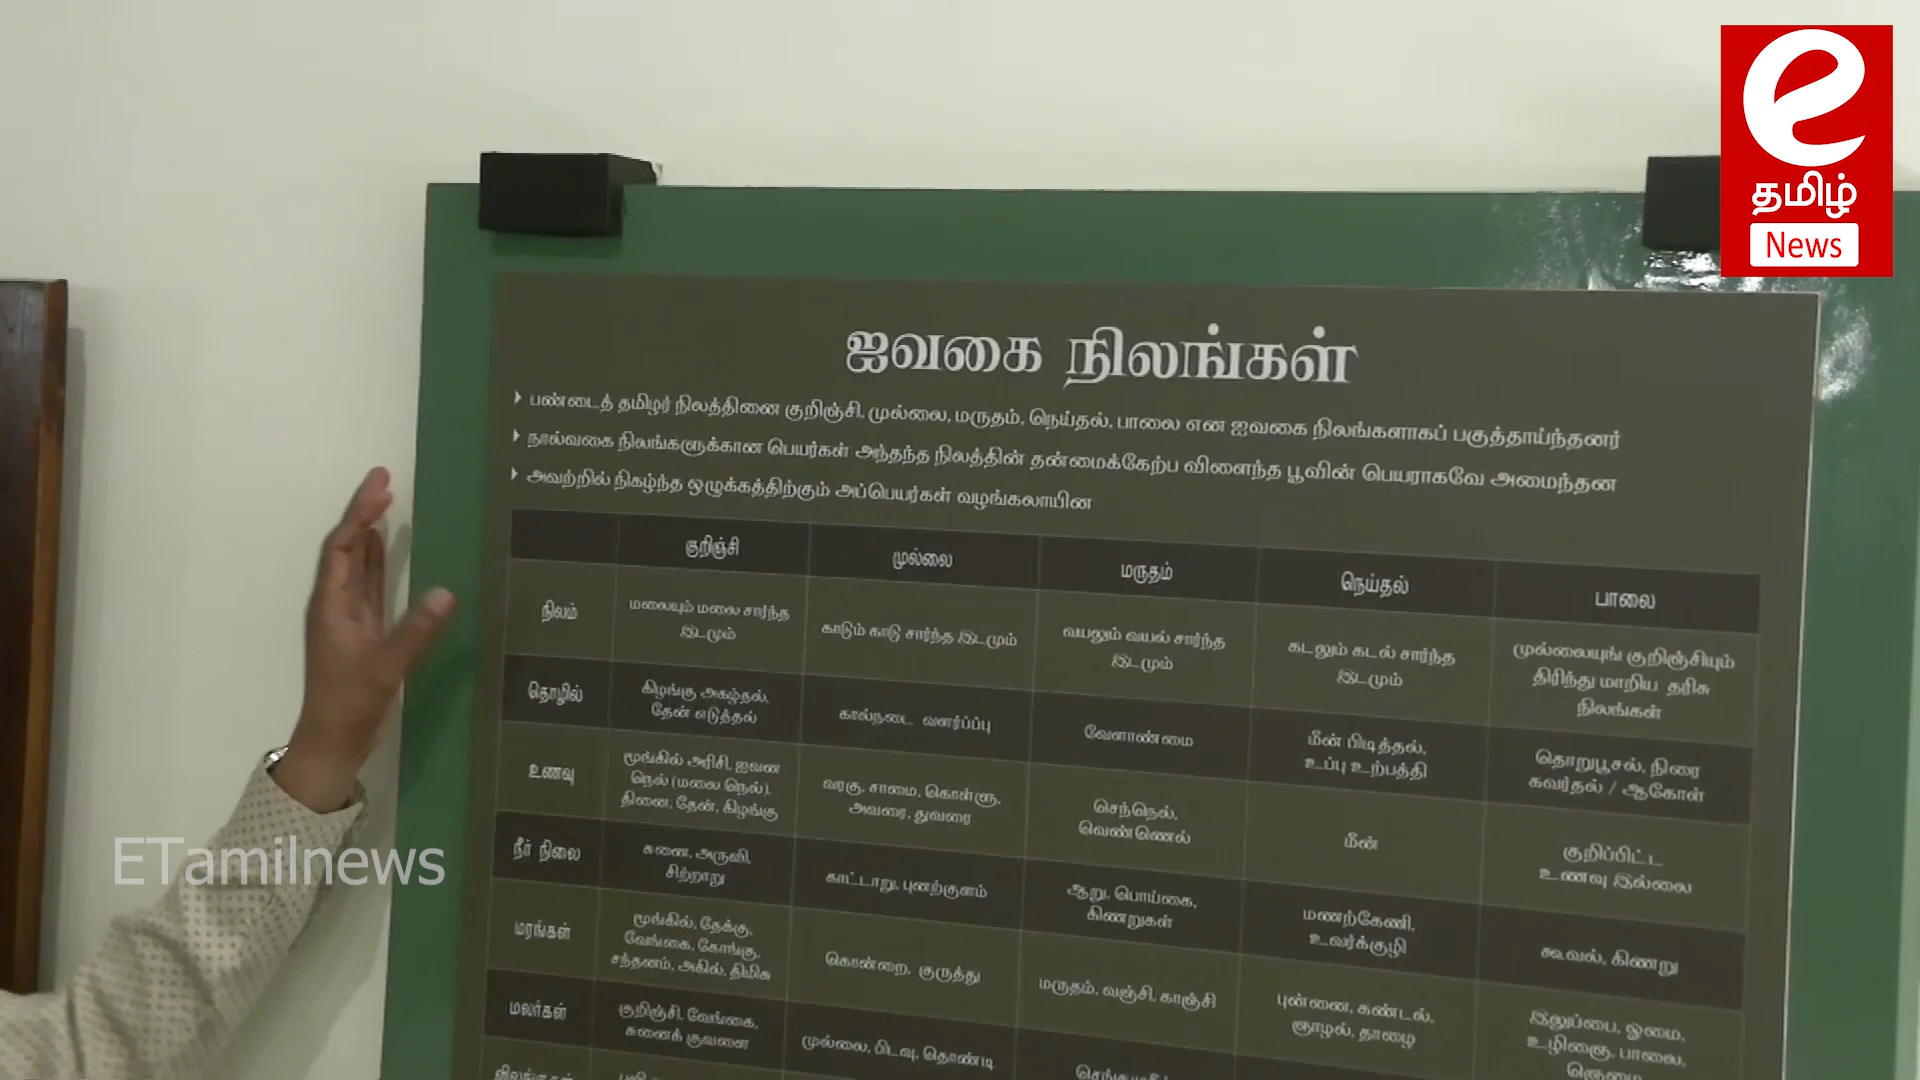 e
தமிழ்
News
ஐவகை நிலங்கள்
பண்டைத் தமிழர் நிலத்தினை குறிஞ்சி, முல்லை, மருதம், நெய்தல், பாலை என ஐவகை நிலங்களாகப் பகுத்தாய்ந்தனர்
நால்வகை நிலங்களுக்கான பெயர்கள் அந்தந்த நிலத்தின் தன்மைக்கேற்ப விளைந்த பூவின் பெயராகவே அமைந்தன
அவற்றில் நிகழ்ந்த ஒழுக்கத்திற்கும் அப்பெயர்கள் வழங்கலாயின
குறிஞ்சி முல்லை மருதம் நெய்தல் பாலை
நிலம்
மலையும் மலை சார்ந்த
இடமும்
காடும் காடு சார்ந்த இடமும்
வயலும் வயல் சார்ந்த
இடமும்
கடலும் கடல் சார்ந்த
இடமும்
முல்லையுங் குறிஞ்சியும்
திரிந்து மாறிய தரிசு
நிலங்கள்
தொழில்
கிழங்கு அகழ்தல்,
தேன் எடுத்தல்
கால்நடை வளர்ப்பு
வேளாண்மை
மீன் பிடித்தல்,
உப்பு உற்பத்தி
தொறுபூசல், நிரை
கவர்தல் / ஆகோள்
உணவு
மூங்கில் அரிசி, ஐவன
நெல் (மலை நெல்),
தினை, தேன், கிழங்கு
வரகு, சாமை, கொள்ளு,
அவரை, துவரை
செந்நெல்,
வெண்ணெல்
மீன்
குறிப்பிட்ட
உணவு இல்லை
நீர் நிலை
சுனை, அருவி,
சிற்றாறு
காட்டாறு, புனற்குளம்
ஆறு, பொய்கை,
கிணறுகள்
மணற்கேணி,
உவர்க்குழி
கூவல், கிணறு
மரங்கள்
மூங்கில், தேக்கு,
வேங்கை, கோங்கு,
சந்தனம், அகில், திமிசு
கொன்றை, குருத்து
மருதம், வஞ்சி, காஞ்சி
புன்னை, கண்டல்,
ஞாழல், தாழை
இலுப்பை, ஓமை,
உழிஞை, பாலை,
மலர்கள்
குறிஞ்சி, வேங்கை,
சுனைக் குவளை
முல்லை, பிடவு, தொண்டி
ETamilnews